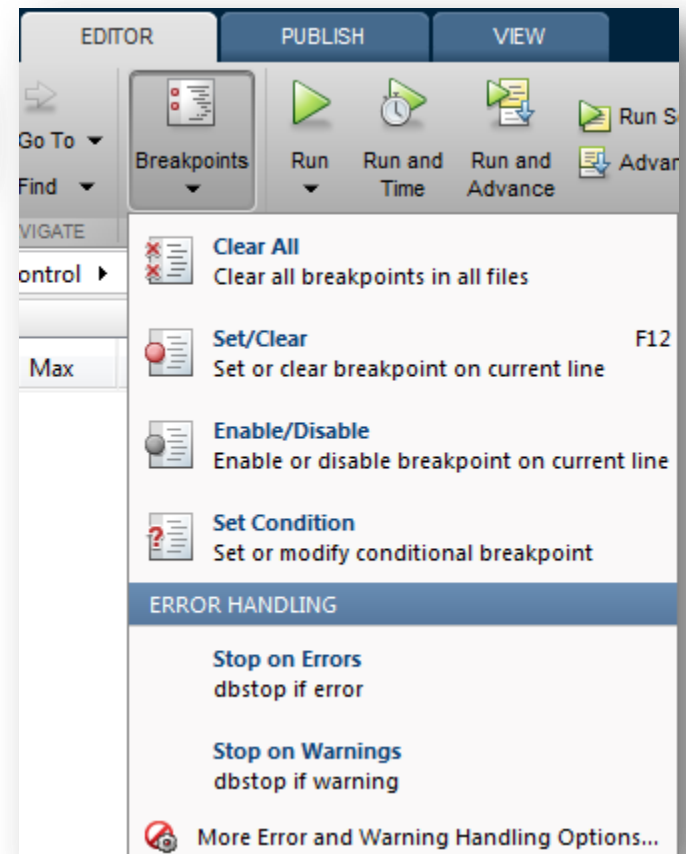 EDITOR PUBLISH VIEW
Go To
Find
Breakpoints
Run
Run and
Time
Run and
Advance
Run S
Advar
VIGATE
ontrol
Max
Clear All
Clear all breakpoints in all files
Set/Clear F12
Set or clear breakpoint on current line
Enable/Disable
Enable or disable breakpoint on current line
Set Condition
Set or modify conditional breakpoint
ERROR HANDLING
Stop on Errors
dbstop if error
Stop on Warnings
dbstop if warning
More Error and Warning Handling Options...